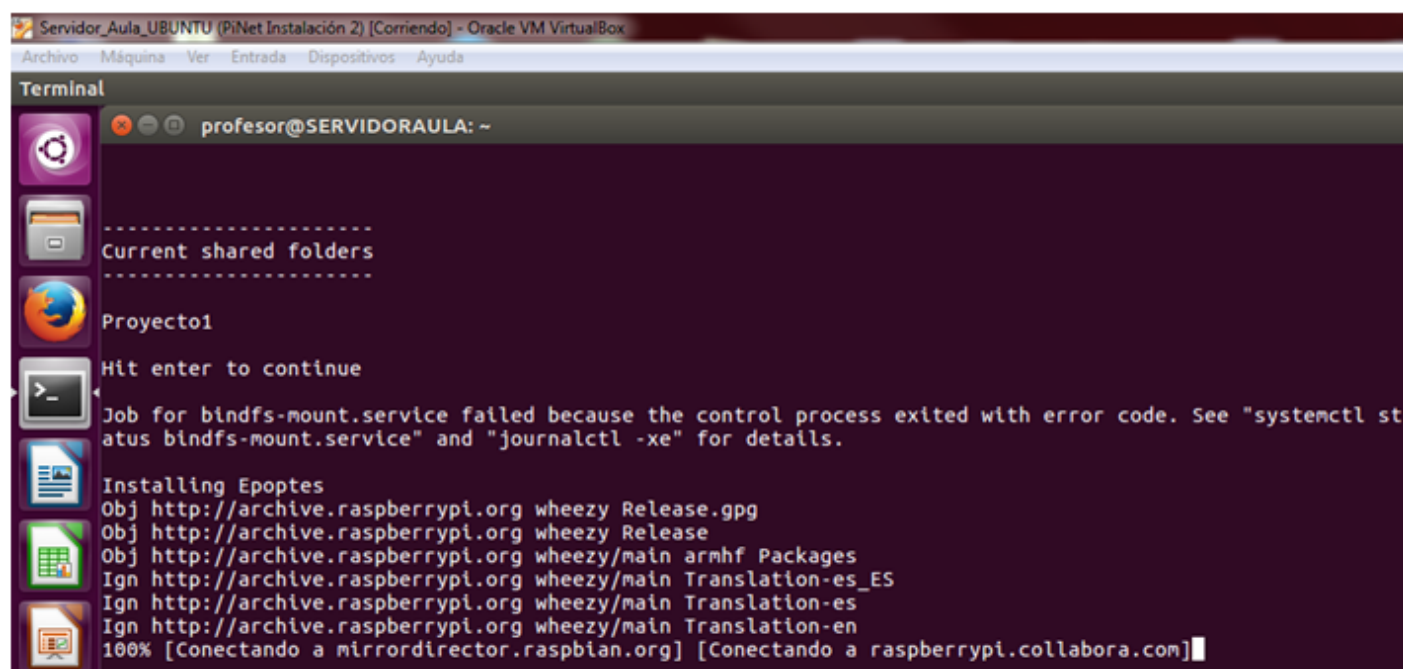 Servidor_Aula_UBUNTU (PiNet Instalación 2) [Corriendo] - Oracle VM VirtualBox
Archivo Máquina Ver Entrada Dispositivos Ayuda
Terminal
profesor@SERVIDORAULA: ~
----------------------
Current shared folders
----------------------
Proyecto1
Hit enter to continue
Job for bindfs-mount.service failed because the control process exited with error code. See "systemctl st
atus bindfs-mount.service" and "journalctl -xe" for details.
Installing Epoptes
Obj http://archive.raspberrypi.org wheezy Release.gpg
Obj http://archive.raspberrypi.org wheezy Release
Obj http://archive.raspberrypi.org wheezy/main armhf Packages
Ign http://archive.raspberrypi.org wheezy/main Translation-es_ES
Ign http://archive.raspberrypi.org wheezy/main Translation-es
Ign http://archive.raspberrypi.org wheezy/main Translation-en
100% [Conectando a mirrordirector.raspbian.org] [Conectando a raspberrypi.collabora.com]